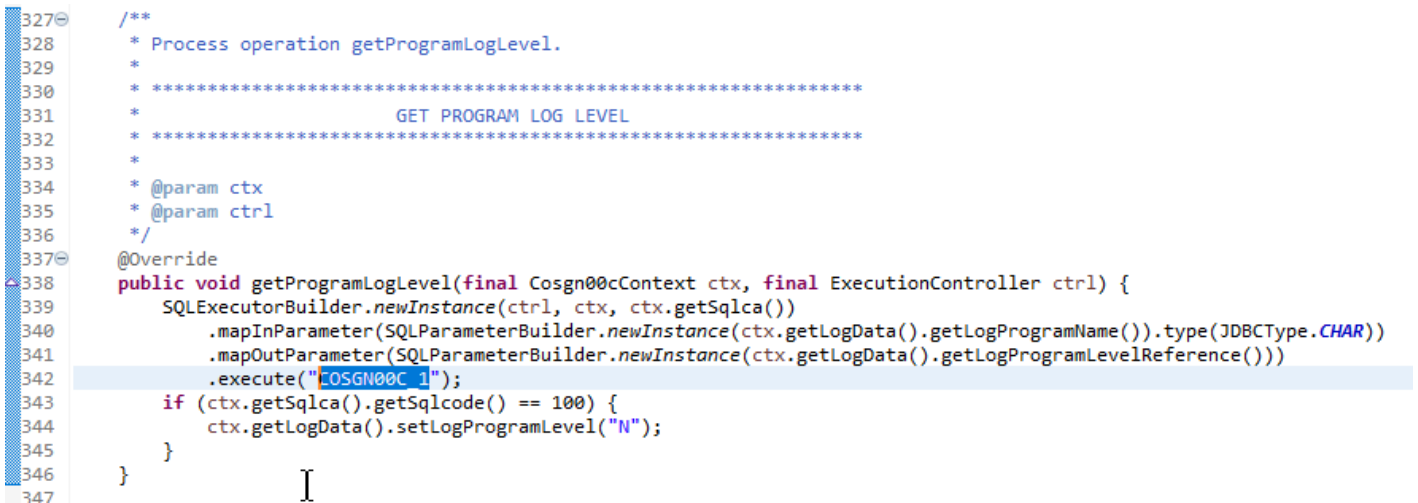 327 /**
328 * Process operation getProgramLogLevel.
329 *
330 * ****************************************************************
331 * GET PROGRAM LOG LEVEL
332 * ****************************************************************
333 *
334 * @param ctx
335 * @param ctrl
336 */
337 @Override
338 public void getProgramLogLevel(final Cosgn00cContext ctx, final ExecutionController ctrl) {
339 SQLExecutorBuilder.newInstance(ctrl, ctx, ctx.getSqlca())
340 .mapInParameter(SQLParameterBuilder.newInstance(ctx.getLogData().getLogProgramName()).type(JDBCType.CHAR))
341 .mapOutParameter(SQLParameterBuilder.newInstance(ctx.getLogData().getLogProgramLevelReference()))
342 .execute("COSGN00C_1");
343 if (ctx.getSqlca().getSqlcode() == 100) {
344 ctx.getLogData().setLogProgramLevel("N");
345 }
346 }
347